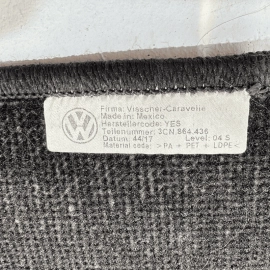 Firma: Visscher-Caravelle
Made in: Mexico
Herstellercode: YES
Teilenummer: 3CN.864.436
Datum: 44/17 Level: 04 S
Material code: >PA + PET + LDPE<